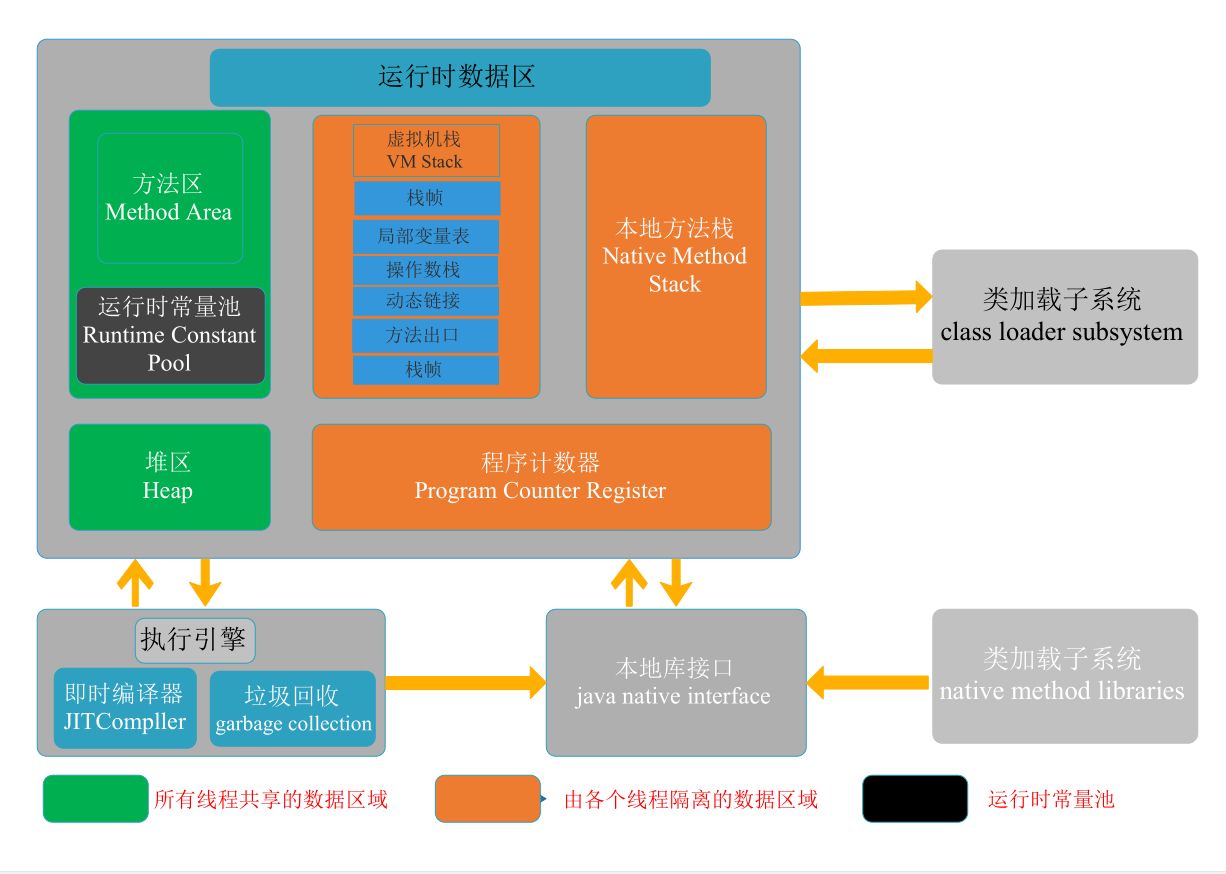 运行时数据区
方法区
Method Area
运行时常量池
Runtime Constant
Pool
虚拟机栈
VM Stack
栈帧
局部变量表
操作数栈
动态链接
方法出口
栈帧
本地方法栈
Native Method
Stack
类加载子系统
class loader subsystem
堆区
Heap
程序计数器
Program Counter Register
执行引擎
即时编译器
JITCompller
垃圾回收
garbage collection
本地库接口
java native interface
类加载子系统
native method libraries
所有线程共享的数据区域
由各个线程隔离的数据区域
运行时常量池